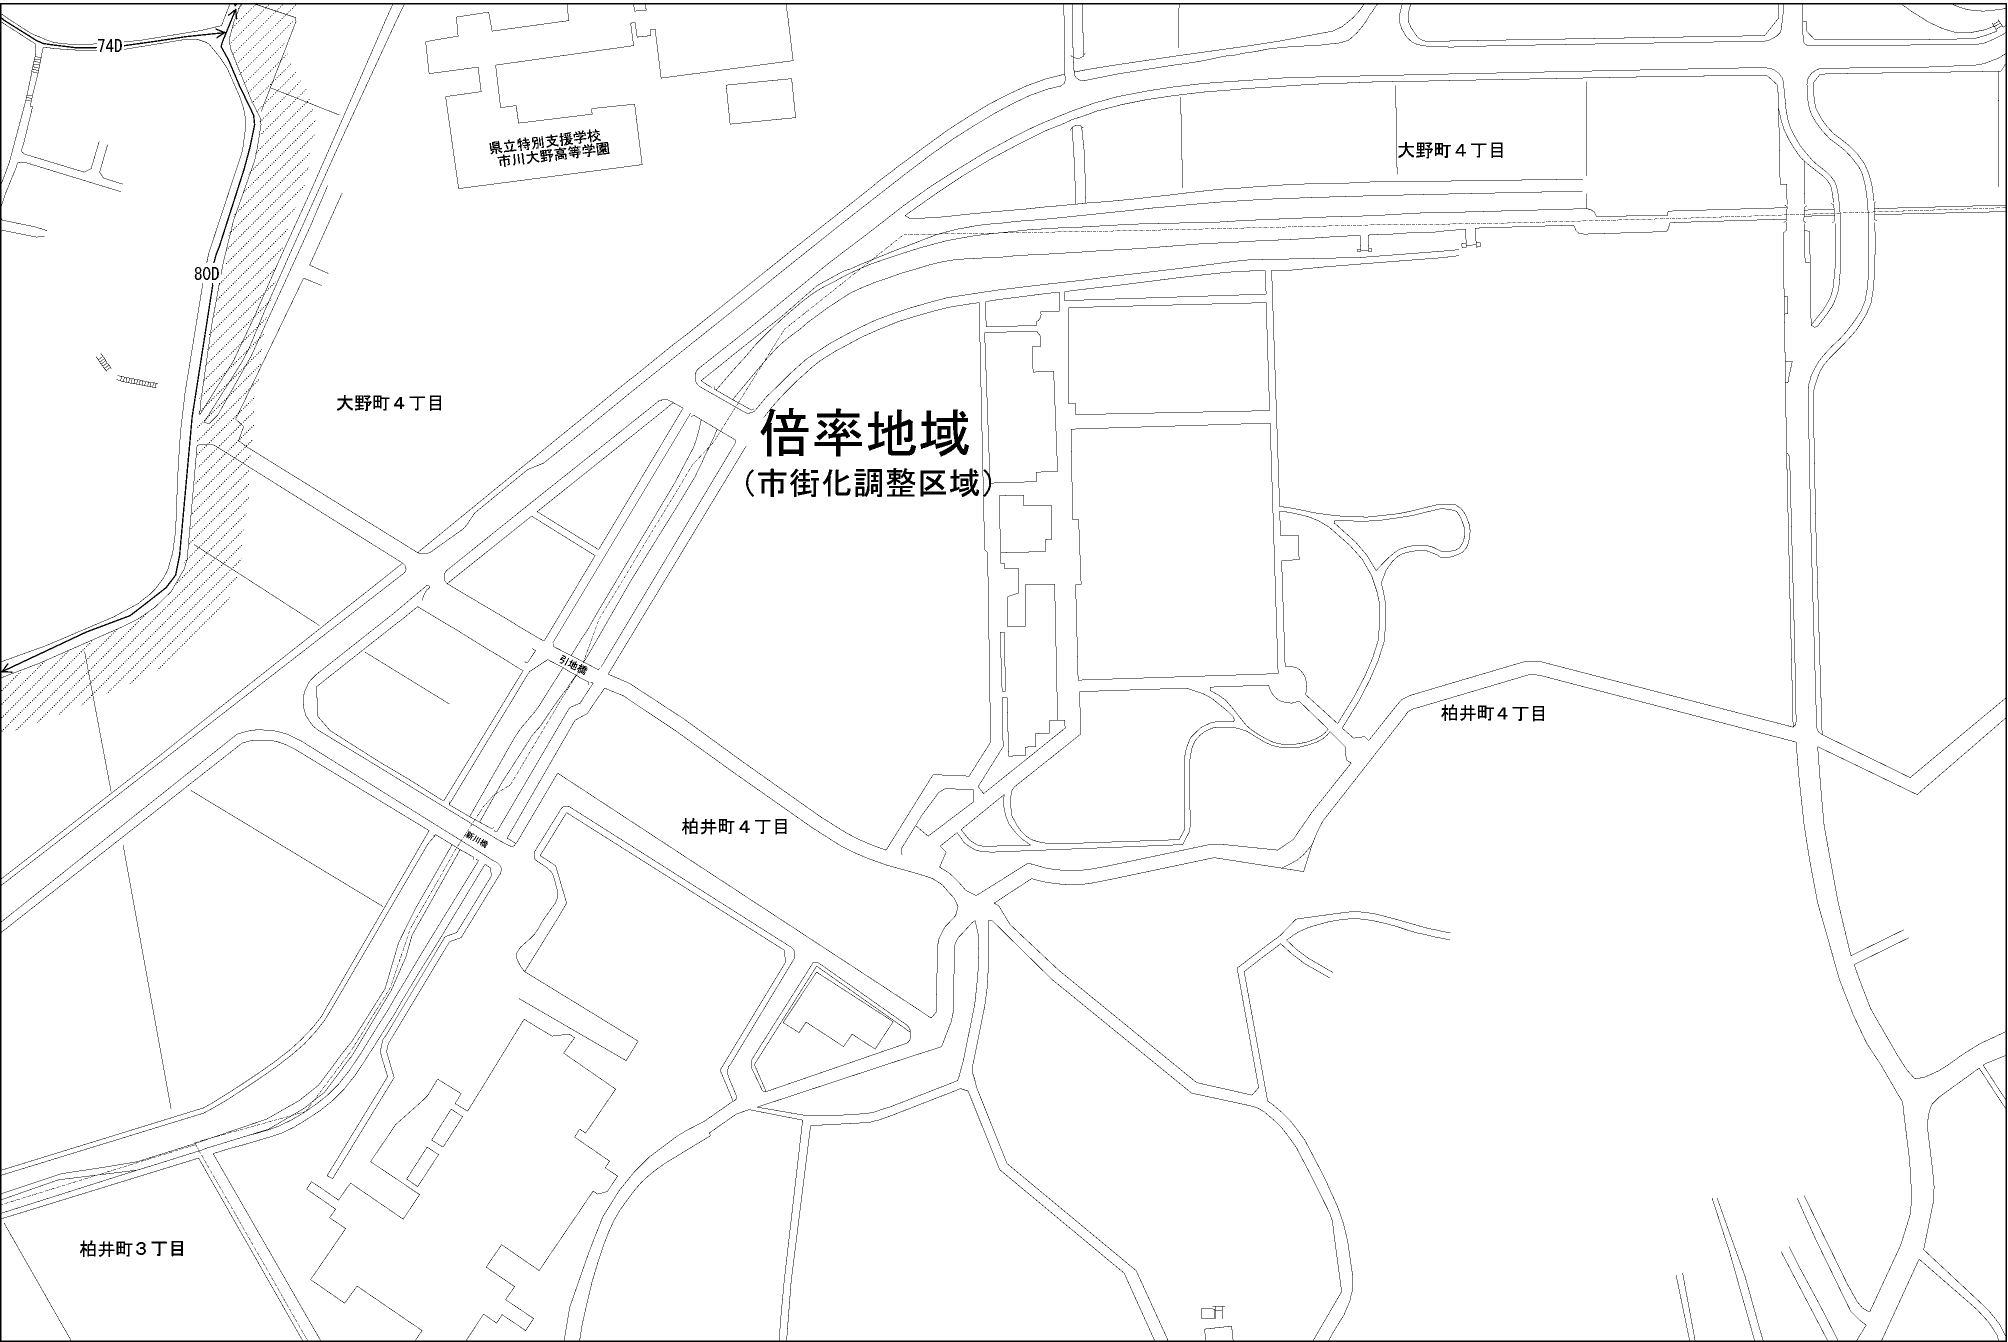 74D
県立特別支援学校
市川大野高等学園
大野町４丁目
80D
大野町４丁目
倍率地域
（市街化調整区域）
引地橋
柏井町４丁目
柏井町４丁目
新川橋
柏井町３丁目